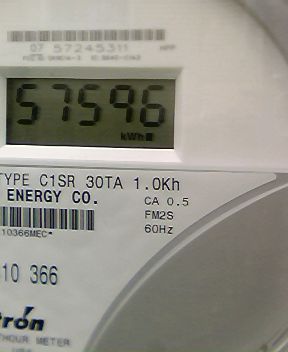 07 57245311
57596
kWh
TYPE C1SR 30TA 1.0Kh
ENERGY CO. CA 0.5
FM2S
10366MEC* 60Hz
10 366
tron
HOUR METER